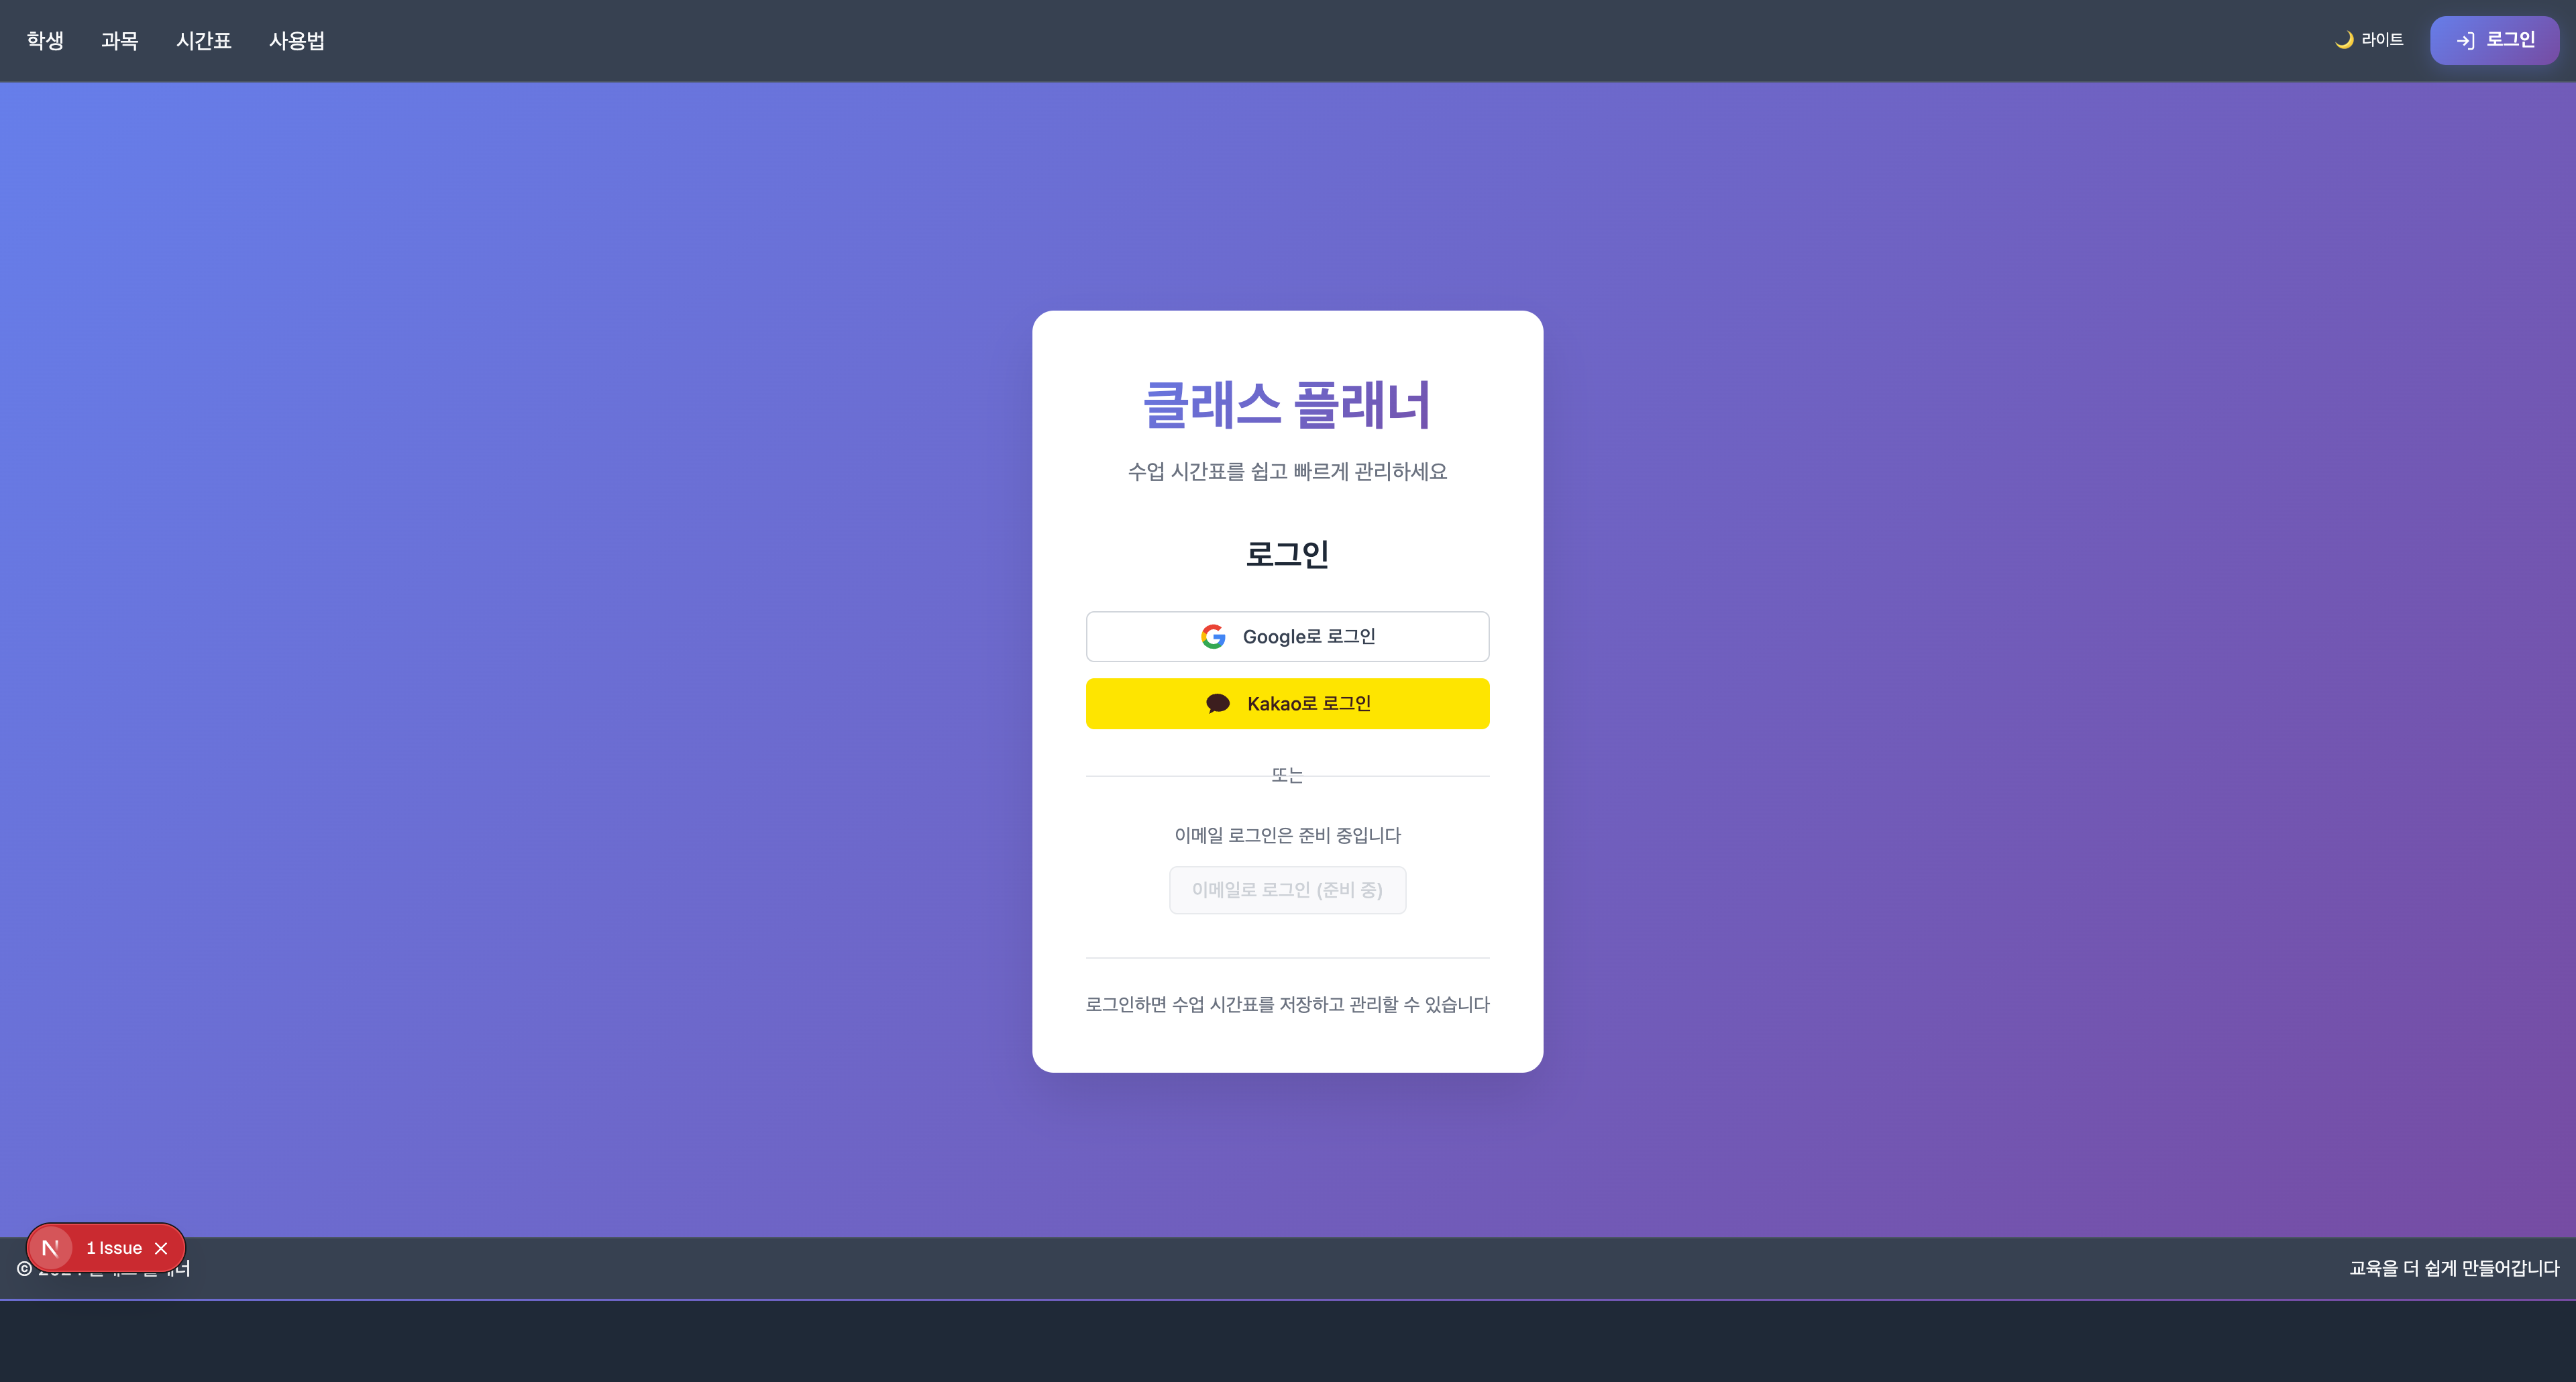 학생 과목 시간표 사용법 라이트 로그인
클래스 플래너
수업 시간표를 쉽고 빠르게 관리하세요
로그인
Google로 로그인
Kakao로 로그인
또는
이메일 로그인은 준비 중입니다
이메일로 로그인 (준비 중)
로그인하면 수업 시간표를 저장하고 관리할 수 있습니다
N 1 Issue
© 교육을 더 쉽게 만들어갑니다